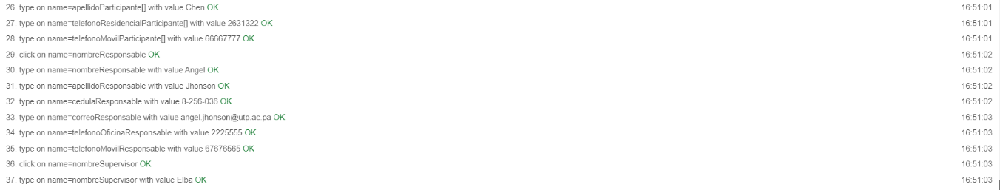 26. type on name=apellidoParticipante[] with value Chen OK 16:51:01
27. type on name=telefonoResidencialParticipante[] with value 2631322 OK 16:51:01
28. type on name=telefonoMovilParticipante[] with value 66667777 OK 16:51:01
29. click on name=nombreResponsable OK 16:51:02
30. type on name=nombreResponsable with value Angel OK 16:51:02
31. type on name=apellidoResponsable with value Jhonson OK 16:51:02
32. type on name=cedulaResponsable with value 8-256-036 OK 16:51:02
33. type on name=correoResponsable with value angel.jhonson@utp.ac.pa OK 16:51:03
34. type on name=telefonoOficinaResponsable with value 2225555 OK 16:51:03
35. type on name=telefonoMovilResponsable with value 67676565 OK 16:51:03
36. click on name=nombreSupervisor OK 16:51:03
37. type on name=nombreSupervisor with value Elba OK 16:51:03